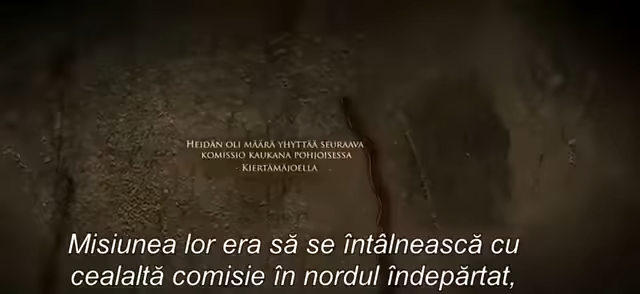 HEIDÄN OLI MÄÄRÄ YHYTTÄÄ SEURAAVA
KOMISSIO KAUKANA POHJOISESSA
KIERTÄMÄJOELLA
Misiunea lor era să se întâlnească cu
cealaltă comisie în nordul îndepărtat,